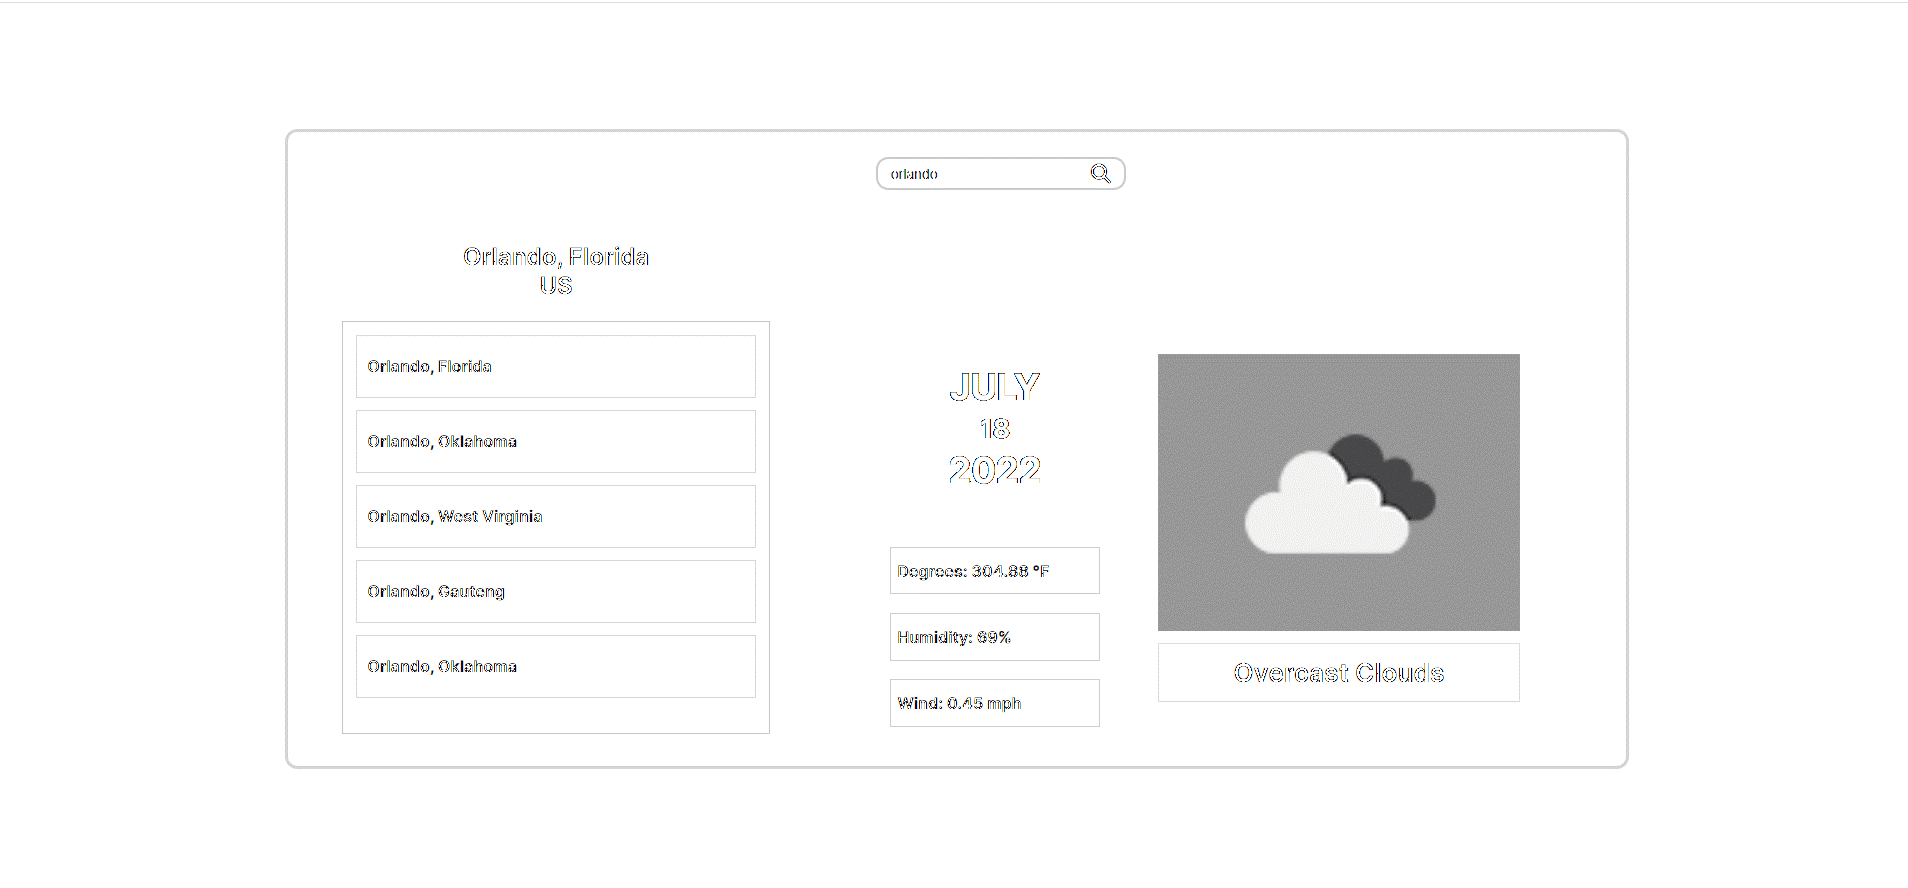 orlando
Orlando, Florida
US
Orlando, Florida
Orlando, Oklahoma
Orlando, West Virginia
Orlando, Gauteng
Orlando, Oklahoma
JULY
18
2022
Degrees: 304.88 °F
Humidity: 69%
Wind: 0.45 mph
Overcast Clouds